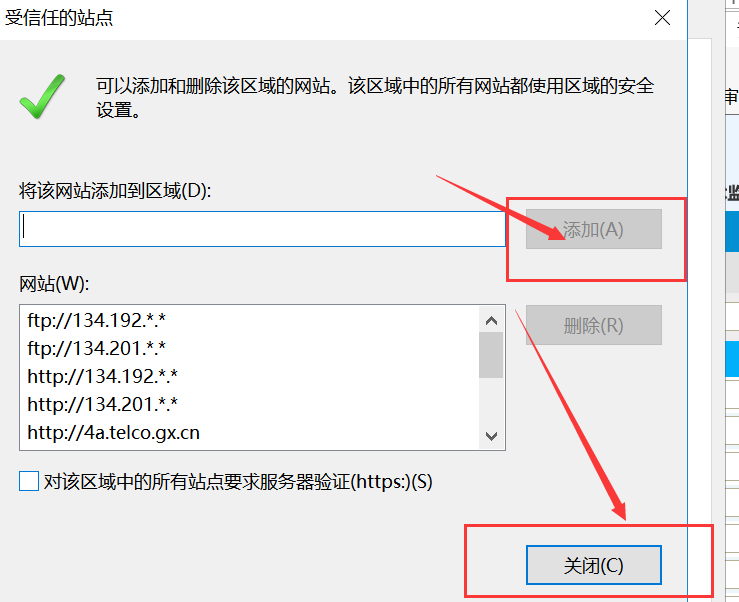 受信任的站点
可以添加和删除该区域的网站。该区域中的所有网站都使用区域的安全
设置。
审
将该网站添加到区域(D):
监
添加(A)
网站(W):
ftp://134.192.*.*
删除(R)
ftp://134.201.*.*
http://134.192.*.*
http://134.201.*.*
http://4a.telco.gx.cn
对该区域中的所有站点要求服务器验证(https:)(S)
关闭(C)